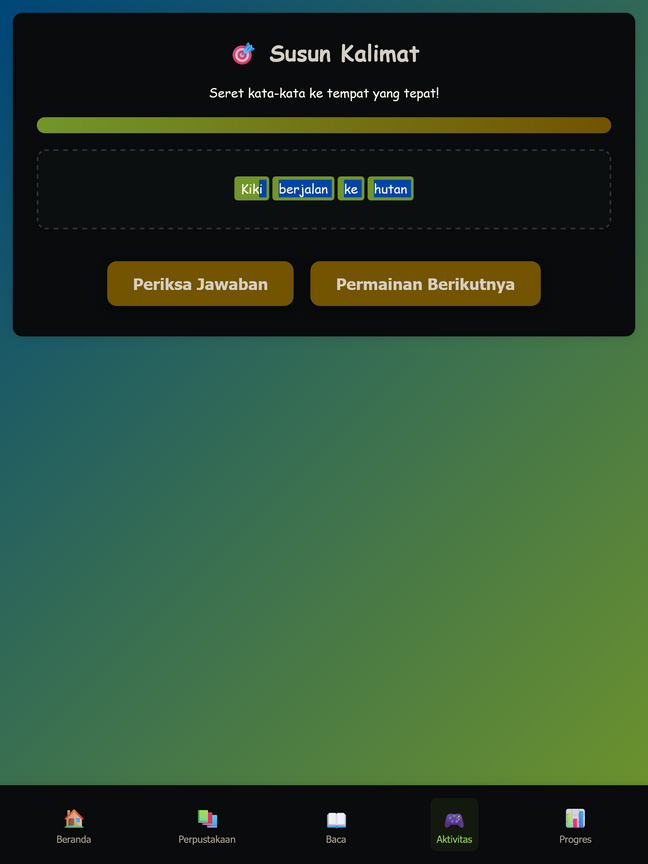 🎯 Susun Kalimat
Seret kata-kata ke tempat yang tepat!
Kiki berjalan ke hutan
Periksa Jawaban Permainan Berikutnya
Beranda Perpustakaan Baca Aktivitas Progres